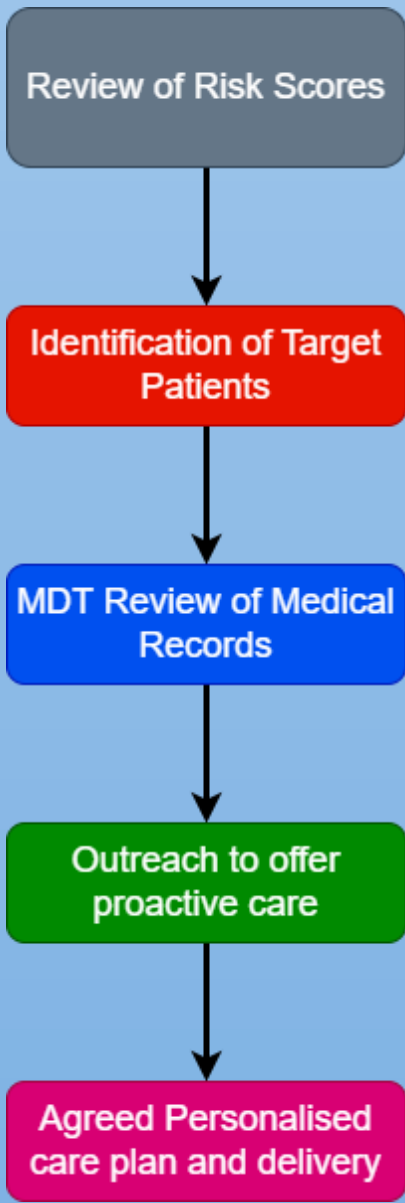 Review of Risk Scores
Identification of Target
Patients
MDT Review of Medical
Records
Outreach to offer
proactive care
Agreed Personalised
care plan and delivery